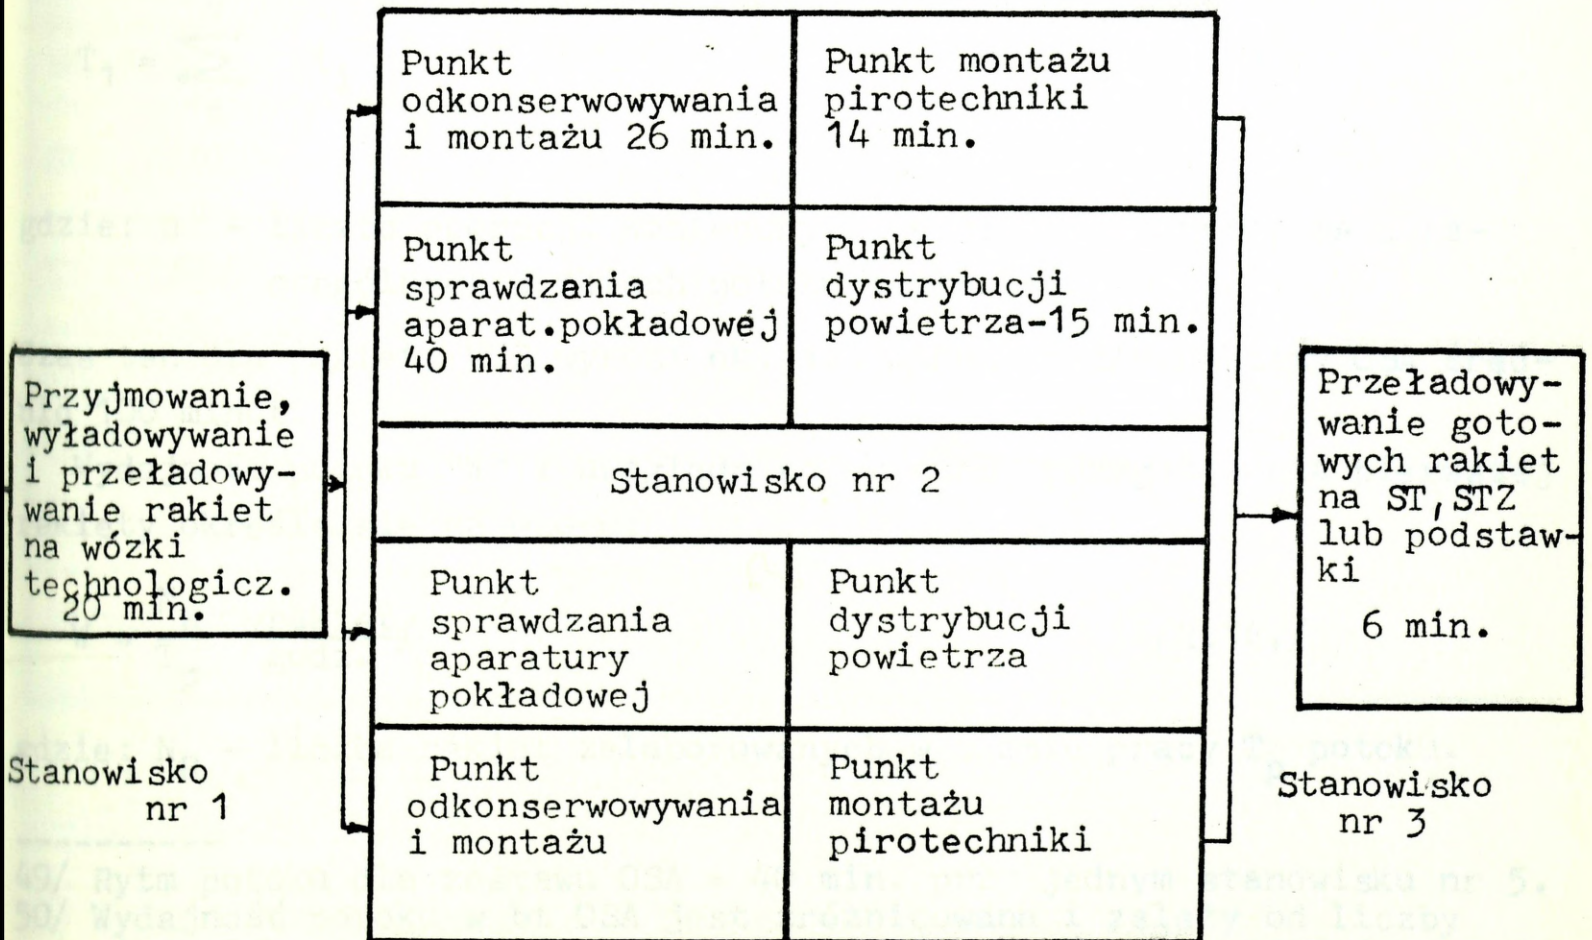 Punkt
odkonserwowywania
i montażu 26 min.
Punkt montażu
pirotechniki
14 min.
Punkt
sprawdzania
aparat.pokładowej
40 min.
Punkt
dystrybucji
powietrza-15 min.
Przyjmowanie,
wyładowywanie
i przeładowy-
wanie rakiet
na wózki
technologicz.
20 min.
Stanowisko nr 2
Przeładowy-
wanie goto-
wych rakiet
na ST,STZ
lub podstaw-
ki
6 min.
Punkt
sprawdzania
aparatury
pokładowej
Punkt
dystrybucji
powietrza
Stanowisko
nr 1
Punkt
odkonserwowywania
i montażu
Punkt
montażu
pirotechniki
Stanowisko
nr 3